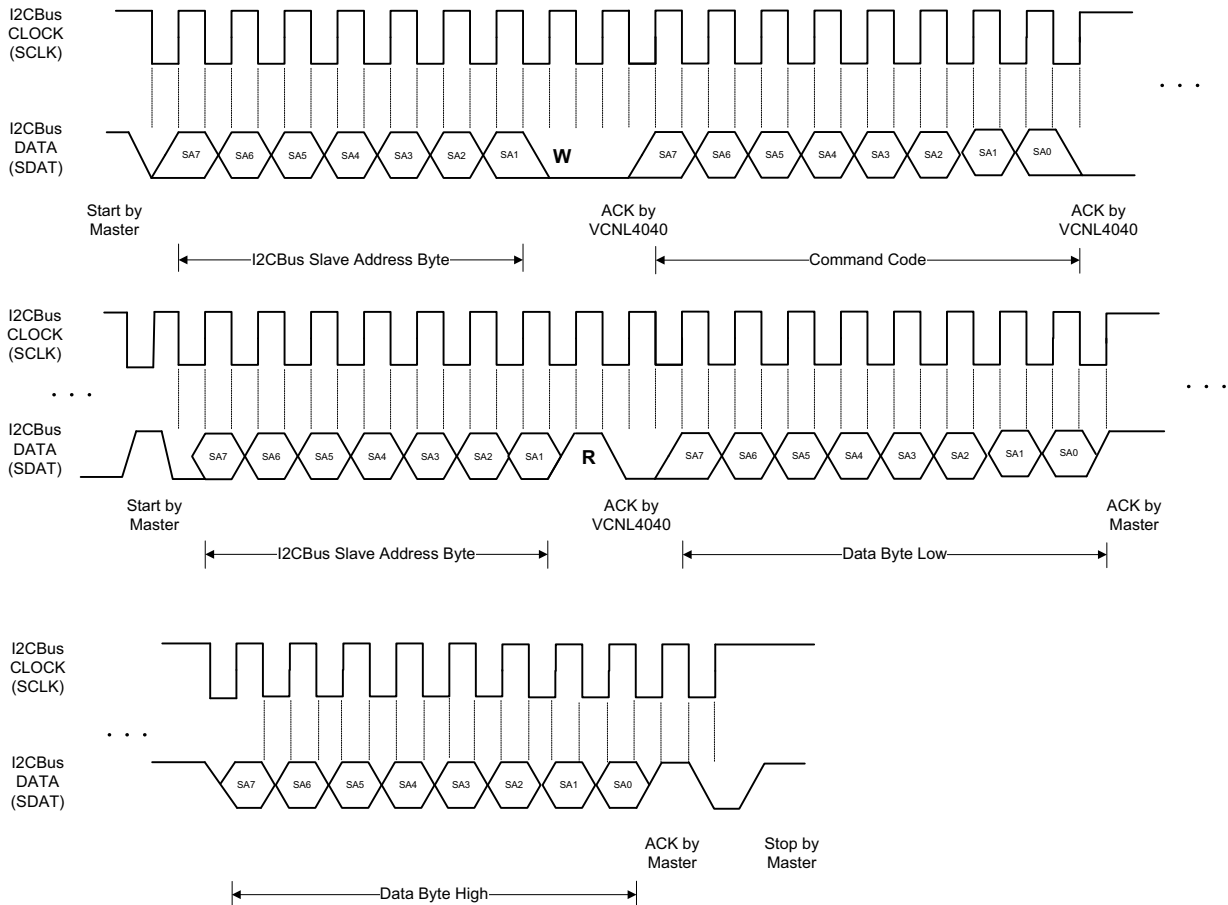 I2CBus
CLOCK
(SCLK)
. . .
I2CBus
DATA
(SDAT)
SA7 SA6 SA5 SA4 SA3 SA2 SA1 W SA7 SA6 SA5 SA4 SA3 SA2 SA1 SA0
Start by
Master
ACK by
VCNL4040
ACK by
VCNL4040
I2CBus Slave Address Byte
Command Code
I2CBus
CLOCK
(SCLK)
. . .
. . .
I2CBus
DATA
(SDAT)
SA7 SA6 SA5 SA4 SA3 SA2 SA1 R SA7 SA6 SA5 SA4 SA3 SA2 SA1 SA0
Start by
Master
ACK by
VCNL4040
ACK by
Master
I2CBus Slave Address Byte
Data Byte Low
I2CBus
CLOCK
(SCLK)
. . .
I2CBus
DATA
(SDAT)
SA7 SA6 SA5 SA4 SA3 SA2 SA1 SA0
ACK by
Master
Stop by
Master
Data Byte High